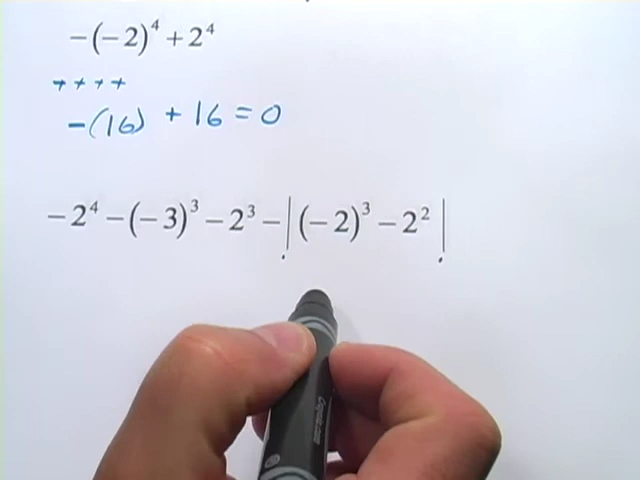 −(−2)⁴ + 2⁴
+ + + +
−(16) + 16 = 0
−2⁴ − (−3)³ − 2³ − |(−2)³ − 2²|